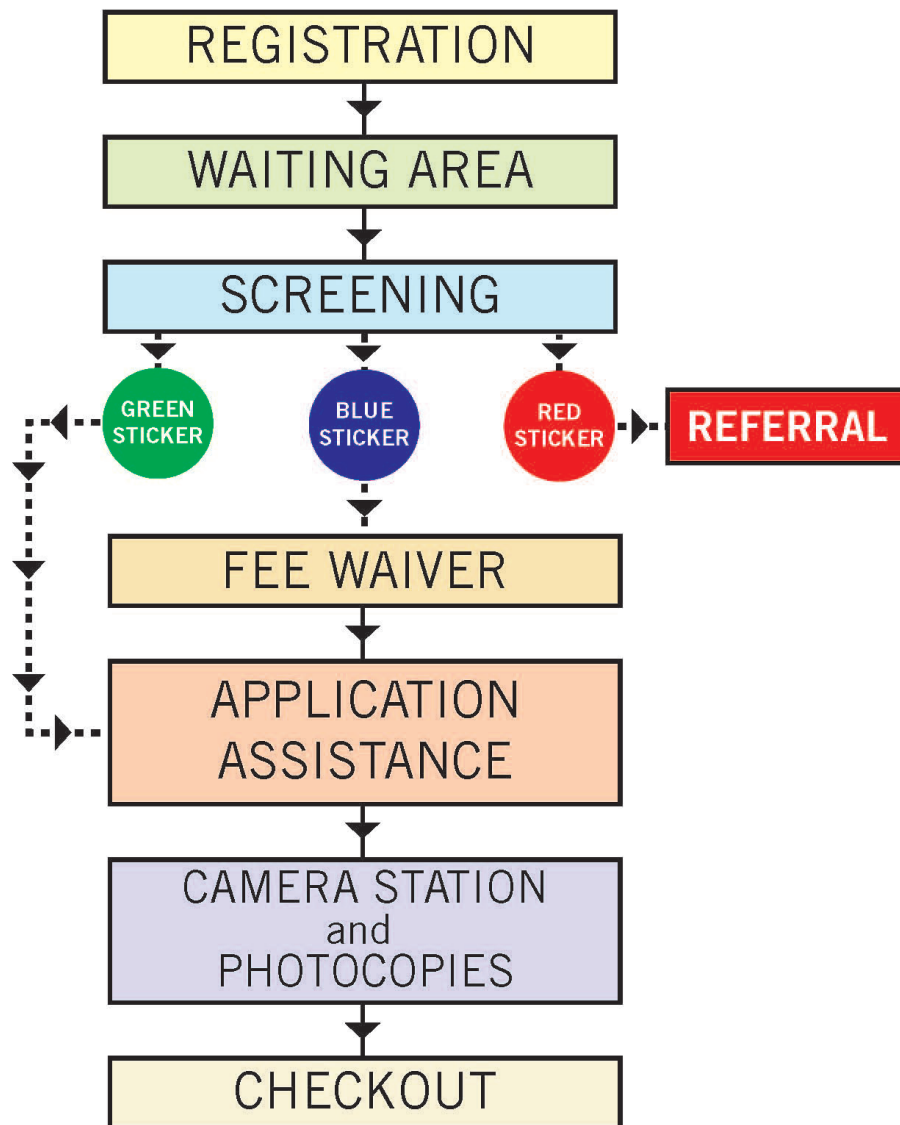 REGISTRATION
WAITING AREA
SCREENING
GREEN
STICKER
BLUE
STICKER
RED
STICKER
REFERRAL
FEE WAIVER
APPLICATION
ASSISTANCE
CAMERA STATION
and
PHOTOCOPIES
CHECKOUT